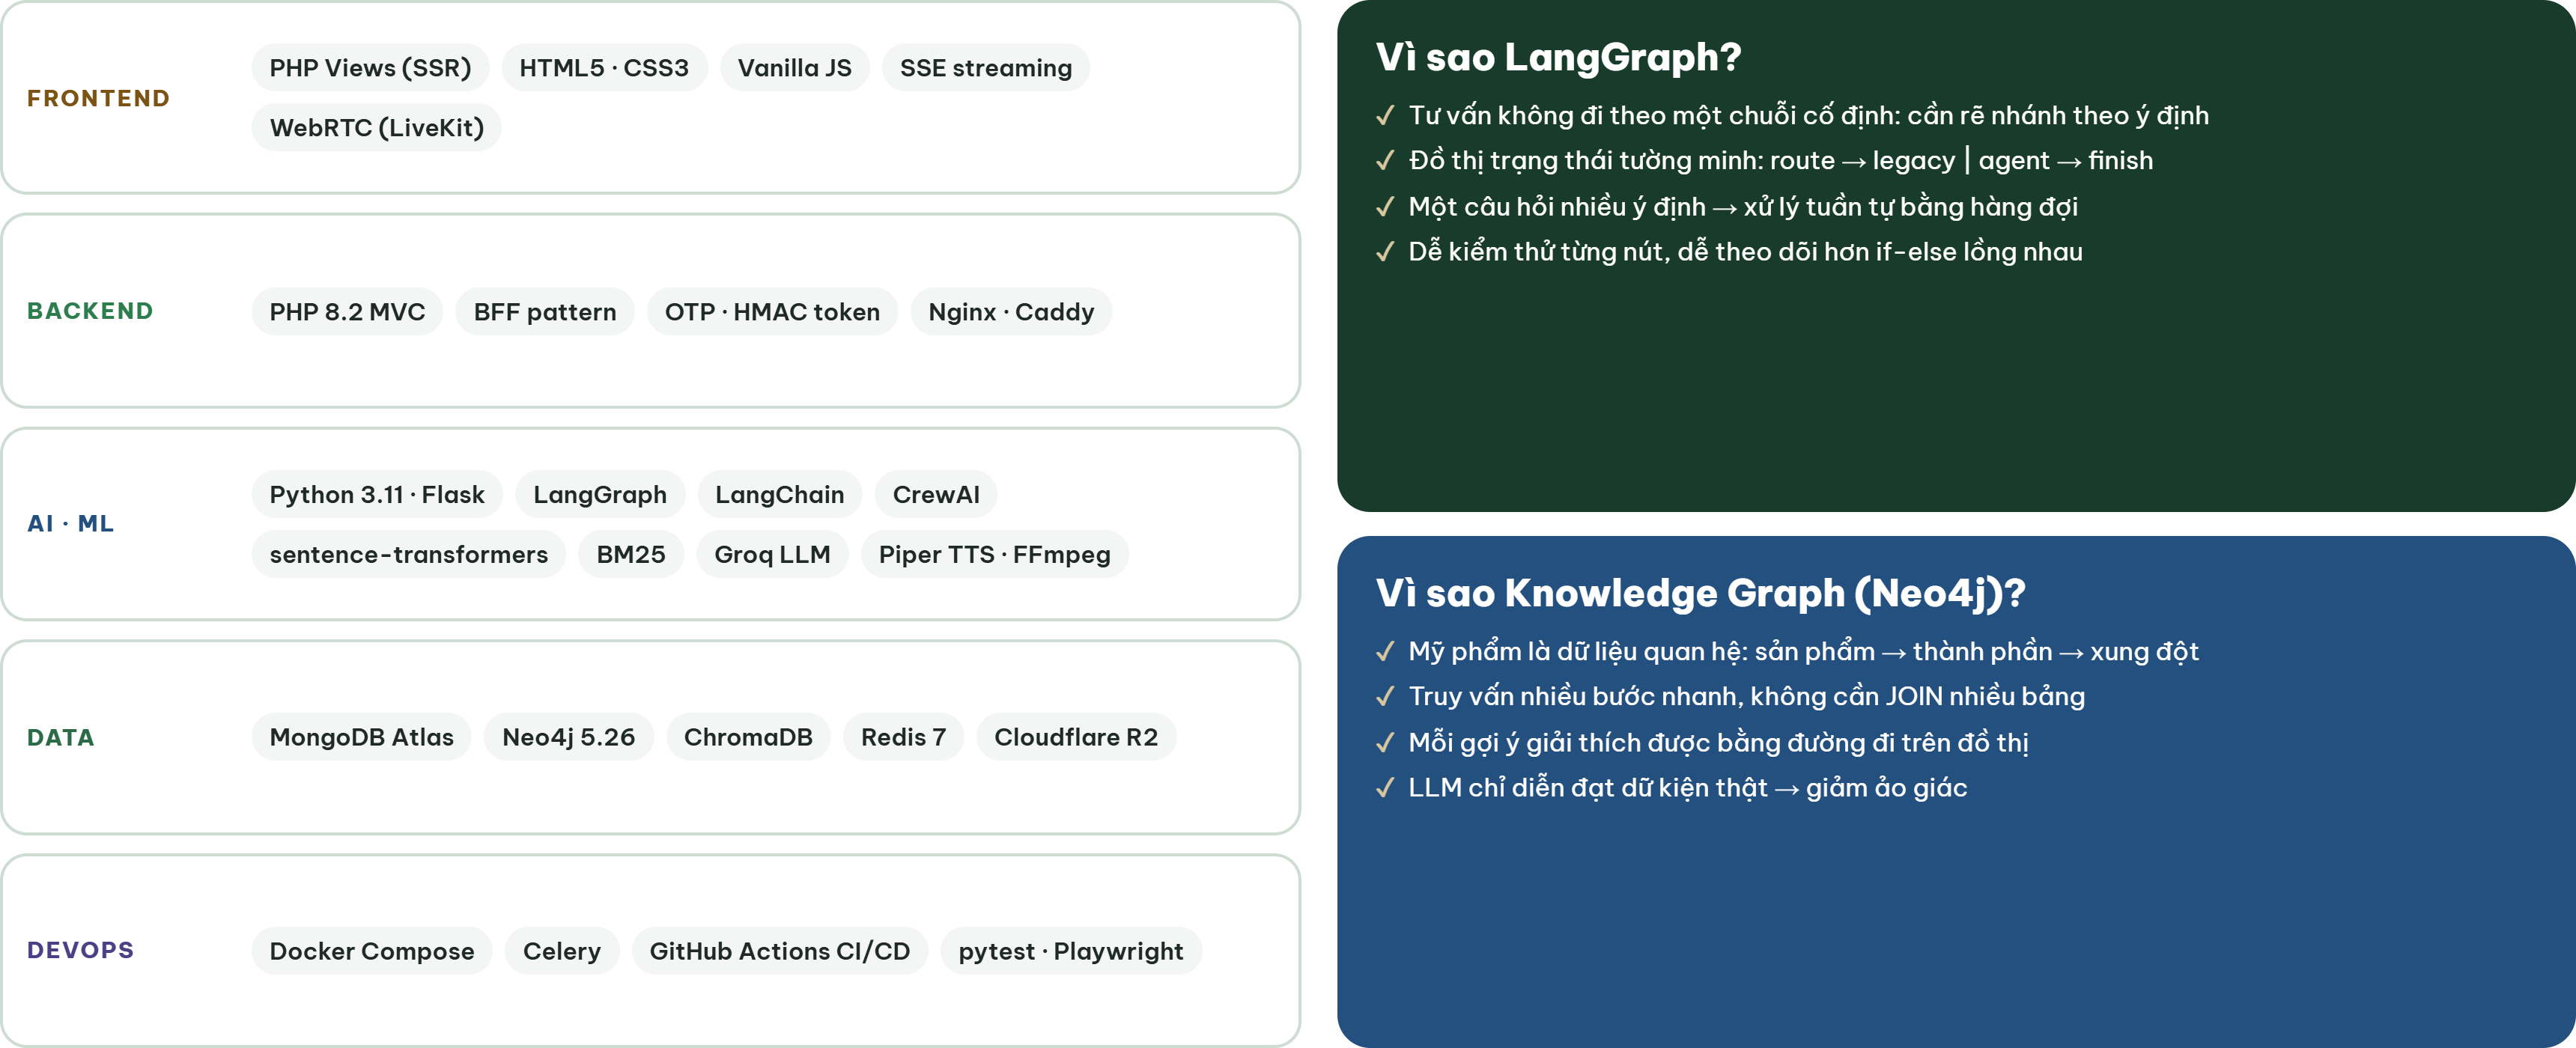 FRONTEND
PHP Views (SSR) HTML5 · CSS3 Vanilla JS SSE streaming
WebRTC (LiveKit)
BACKEND
PHP 8.2 MVC BFF pattern OTP · HMAC token Nginx · Caddy
AI · ML
Python 3.11 · Flask LangGraph LangChain CrewAI
sentence-transformers BM25 Groq LLM Piper TTS · FFmpeg
DATA
MongoDB Atlas Neo4j 5.26 ChromaDB Redis 7 Cloudflare R2
DEVOPS
Docker Compose Celery GitHub Actions CI/CD pytest · Playwright
Vì sao LangGraph?
✓ Tư vấn không đi theo một chuỗi cố định: cần rẽ nhánh theo ý định
✓ Đồ thị trạng thái tường minh: route → legacy | agent → finish
✓ Một câu hỏi nhiều ý định → xử lý tuần tự bằng hàng đợi
✓ Dễ kiểm thử từng nút, dễ theo dõi hơn if-else lồng nhau
Vì sao Knowledge Graph (Neo4j)?
✓ Mỹ phẩm là dữ liệu quan hệ: sản phẩm → thành phần → xung đột
✓ Truy vấn nhiều bước nhanh, không cần JOIN nhiều bảng
✓ Mỗi gợi ý giải thích được bằng đường đi trên đồ thị
✓ LLM chỉ diễn đạt dữ kiện thật → giảm ảo giác